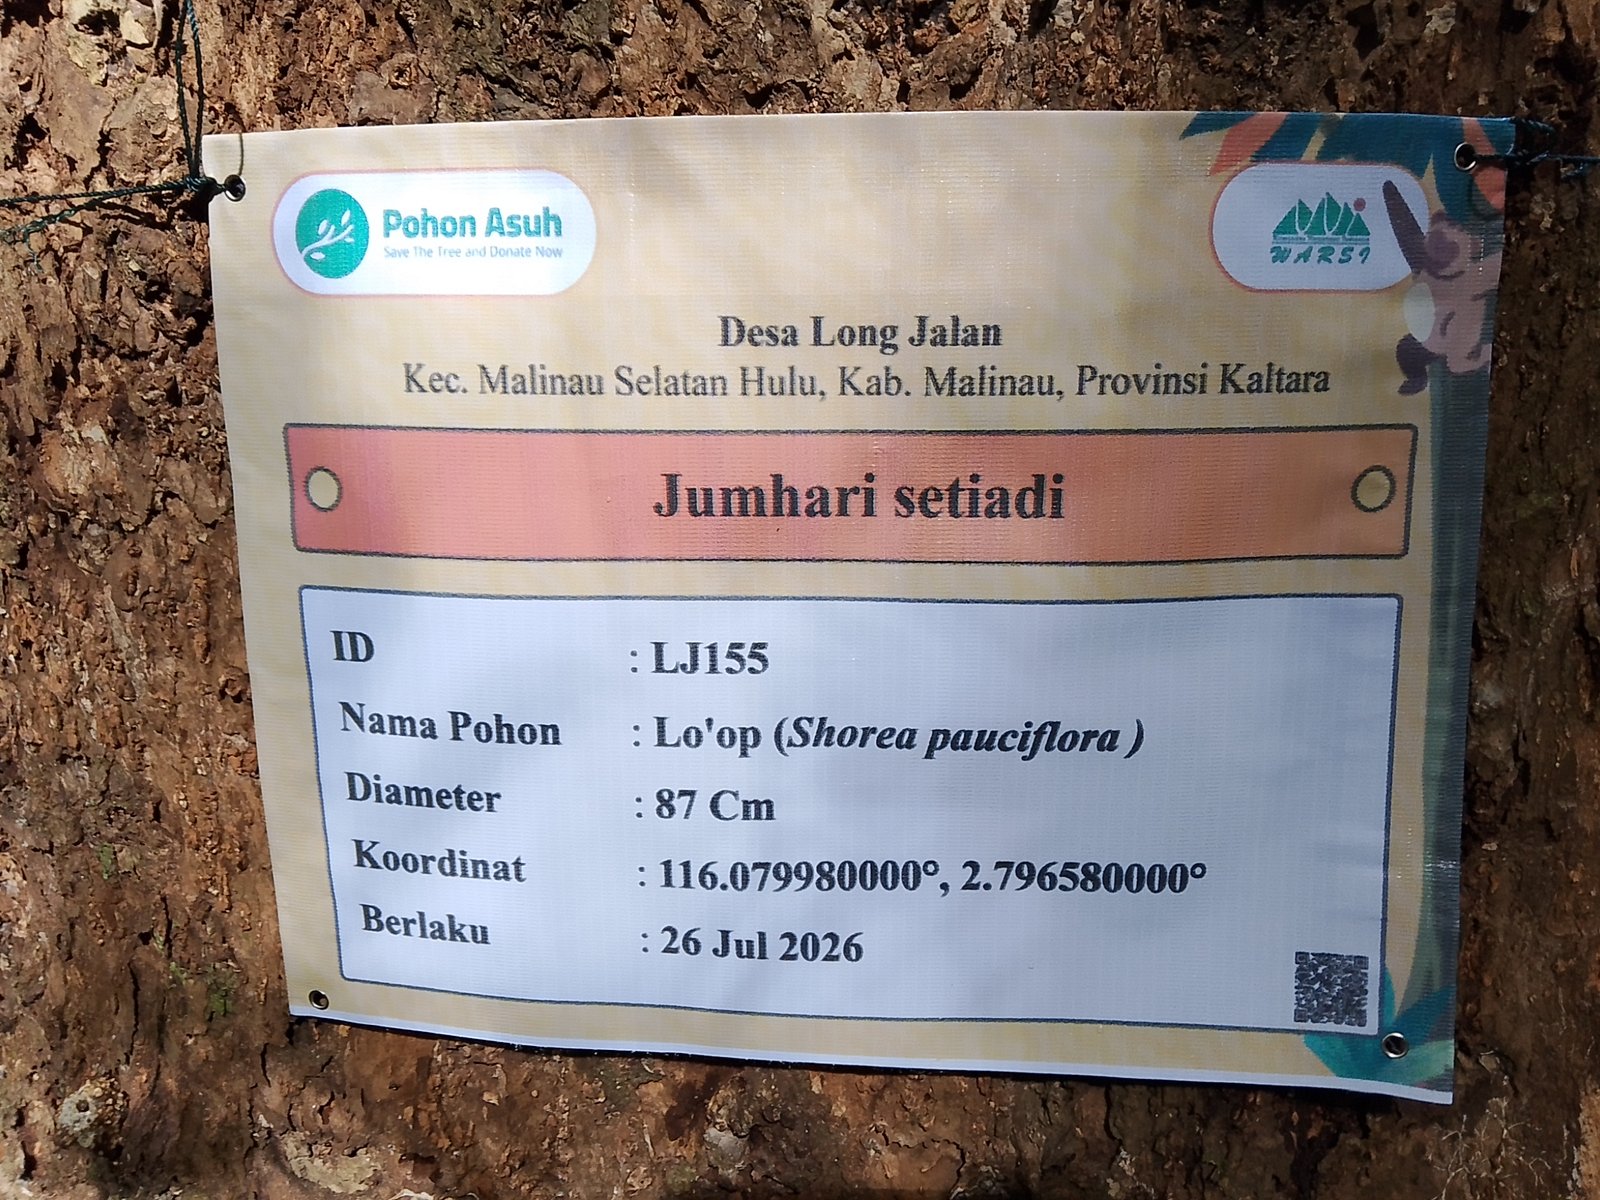 Pohon Asuh
Save The Tree and Donate Now
WARSI
Desa Long Jalan
Kec. Malinau Selatan Hulu, Kab. Malinau, Provinsi Kaltara
Jumhari setiadi
ID : LJ155
Nama Pohon : Lo'op (Shorea pauciflora )
Diameter : 87 Cm
Koordinat : 116.079980000°, 2.796580000°
Berlaku : 26 Jul 2026